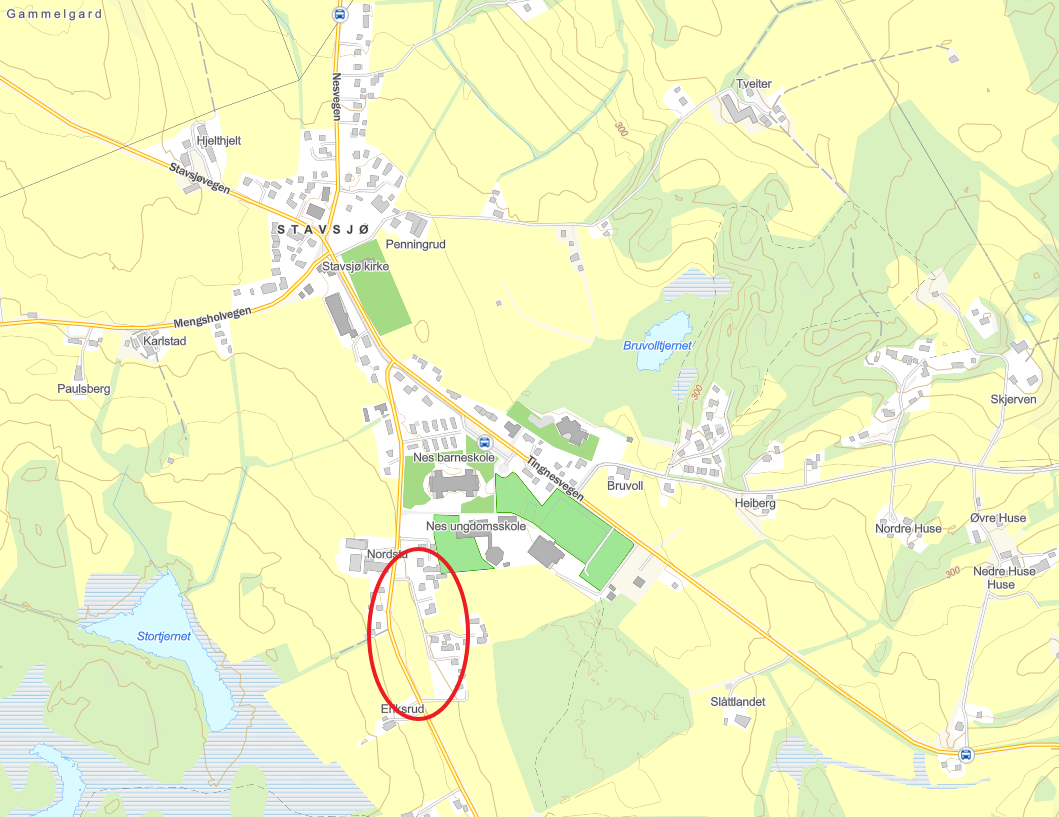 Gammelgard
Nesvegen
Tveiter
300
Hjelthjelt
Stavsjøvegen
STAVSJØ
Penningrud
Stavsjø kirke
Mengsholvegen
Karlstad
Bruvolltjernet
Paulsberg
300
Skjerven
Nes barneskole
Tingnesvegen
Bruvoll
Heiberg
Nes ungdomsskole
Nordre Huse
Øvre Huse
Nordstu
300
Nedre Huse
Huse
Stortjernet
Eriksrud
Slåttlandet